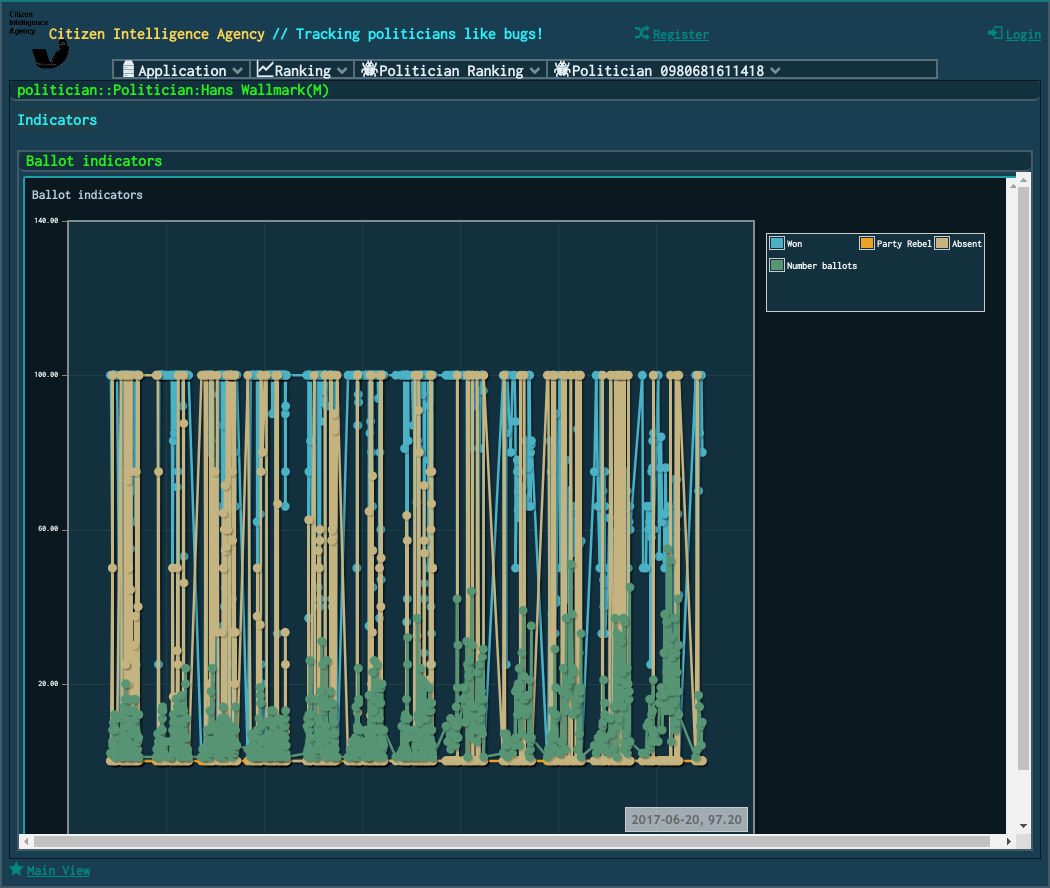 Citizen
Intelligence
Agency
Citizen Intelligence Agency // Tracking politicians like bugs!
Register
Login
Application
Ranking
Politician Ranking
Politician 0980681611418
politician::Politician:Hans Wallmark(M)
Indicators
Ballot indicators
Ballot indicators
140.00
100.00
60.00
20.00
Won
Party Rebel
Absent
Number ballots
2017-06-20, 97.20
Main View